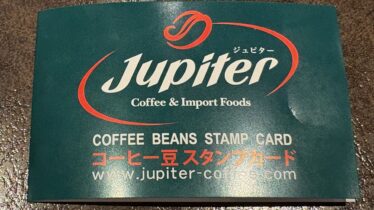 ジュピター
Jupiter
Coffee & Import Foods
COFFEE BEANS STAMP CARD
コーヒー豆 スタンプカード
www.jupiter-coffee.com